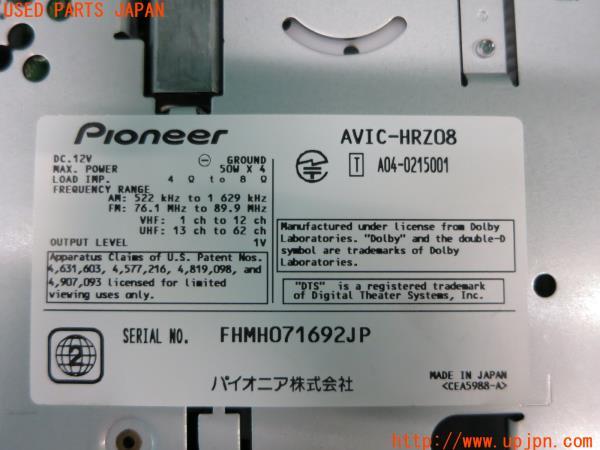 USED PARTS JAPAN
Pioneer
AVIC-HRZ08
DC.12V ⊖ GROUND
MAX. POWER 50W X 4
LOAD IMP. 4 Ω to 8 Ω
FREQUENCY RANGE
AM: 522 kHz to 1 629 kHz
FM: 76.1 MHz to 89.9 MHz
VHF: 1 ch to 12 ch
UHF: 13 ch to 62 ch
OUTPUT LEVEL 1V
T A04-0215001
Apparatus Claims of U.S. Patent Nos.
4,631,603, 4,577,216, 4,819,098, and
4,907,093 licensed for limited
viewing uses only.
Manufactured under license from Dolby
Laboratories. "Dolby" and the double-D
symbol are trademarks of Dolby
Laboratories.
"DTS" is a registered trademark
of Digital Theater Systems, Inc.
2
SERIAL NO. FHMH071692JP
パイオニア株式会社
MADE IN JAPAN
<CEA5988-A>
http://www.upjpn.com/